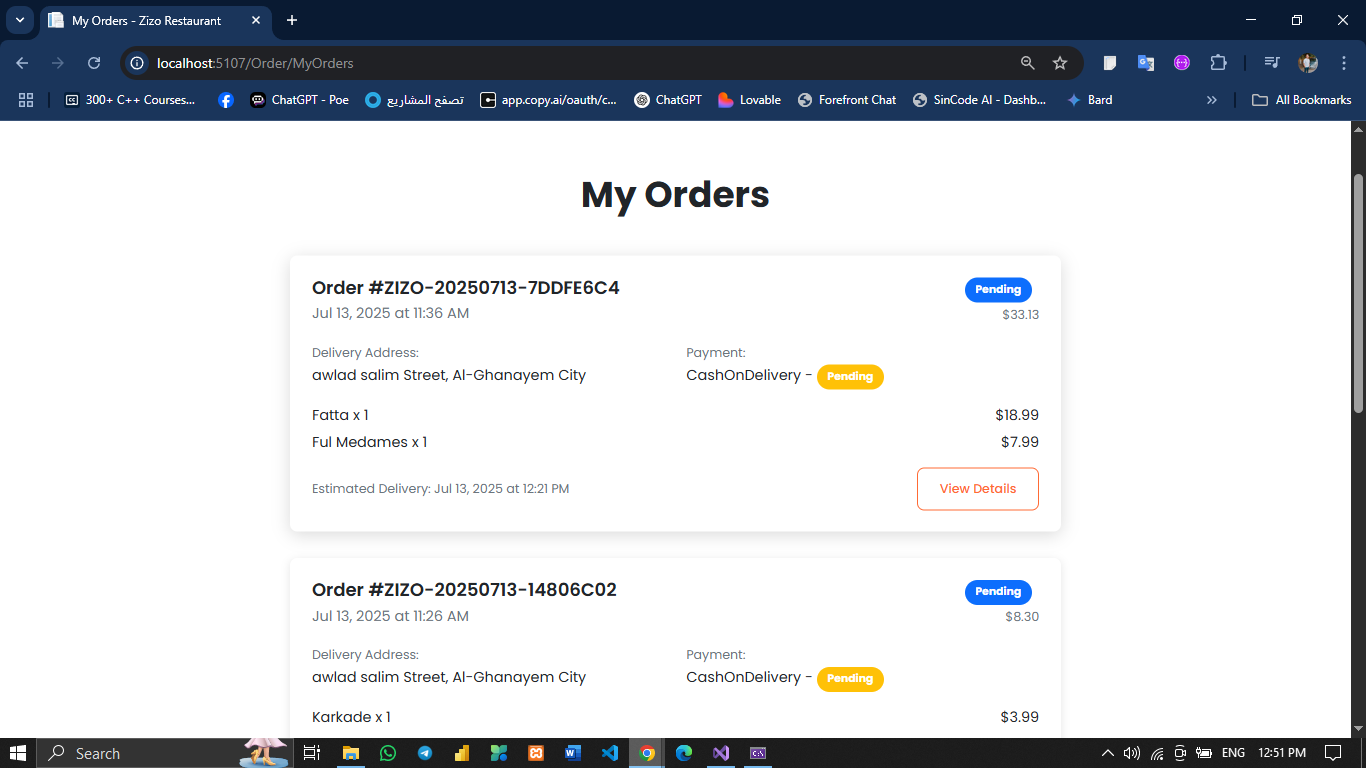 My Orders - Zizo Restaurant
localhost:5107/Order/MyOrders
300+ C++ Courses... ChatGPT - Poe تصفح المشاريع app.copy.ai/oauth/c... ChatGPT Lovable Forefront Chat SinCode AI - Dashb... Bard » All Bookmarks
My Orders
Order #ZIZO-20250713-7DDFE6C4 Pending
Jul 13, 2025 at 11:36 AM $33.13
Delivery Address: Payment:
awlad salim Street, Al-Ghanayem City CashOnDelivery - Pending
Fatta x 1 $18.99
Ful Medames x 1 $7.99
Estimated Delivery: Jul 13, 2025 at 12:21 PM View Details
Order #ZIZO-20250713-14806C02 Pending
Jul 13, 2025 at 11:26 AM $8.30
Delivery Address: Payment:
awlad salim Street, Al-Ghanayem City CashOnDelivery - Pending
Karkade x 1 $3.99
Search ENG 12:51 PM